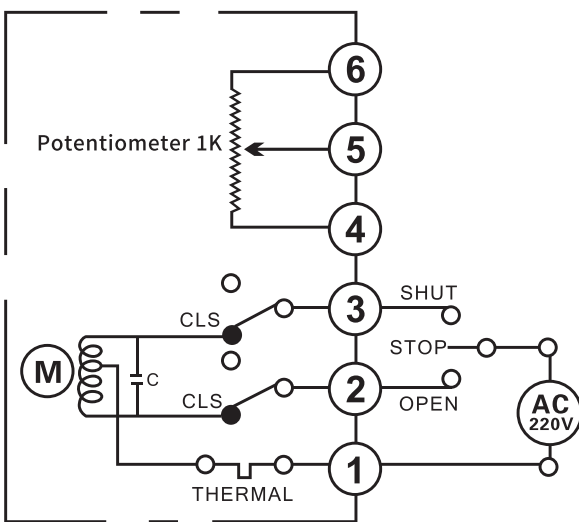 6
Potentiometer 1K
5
4
3
SHUT
CLS
STOP
M
C
CLS
2
OPEN
AC
220V
1
THERMAL